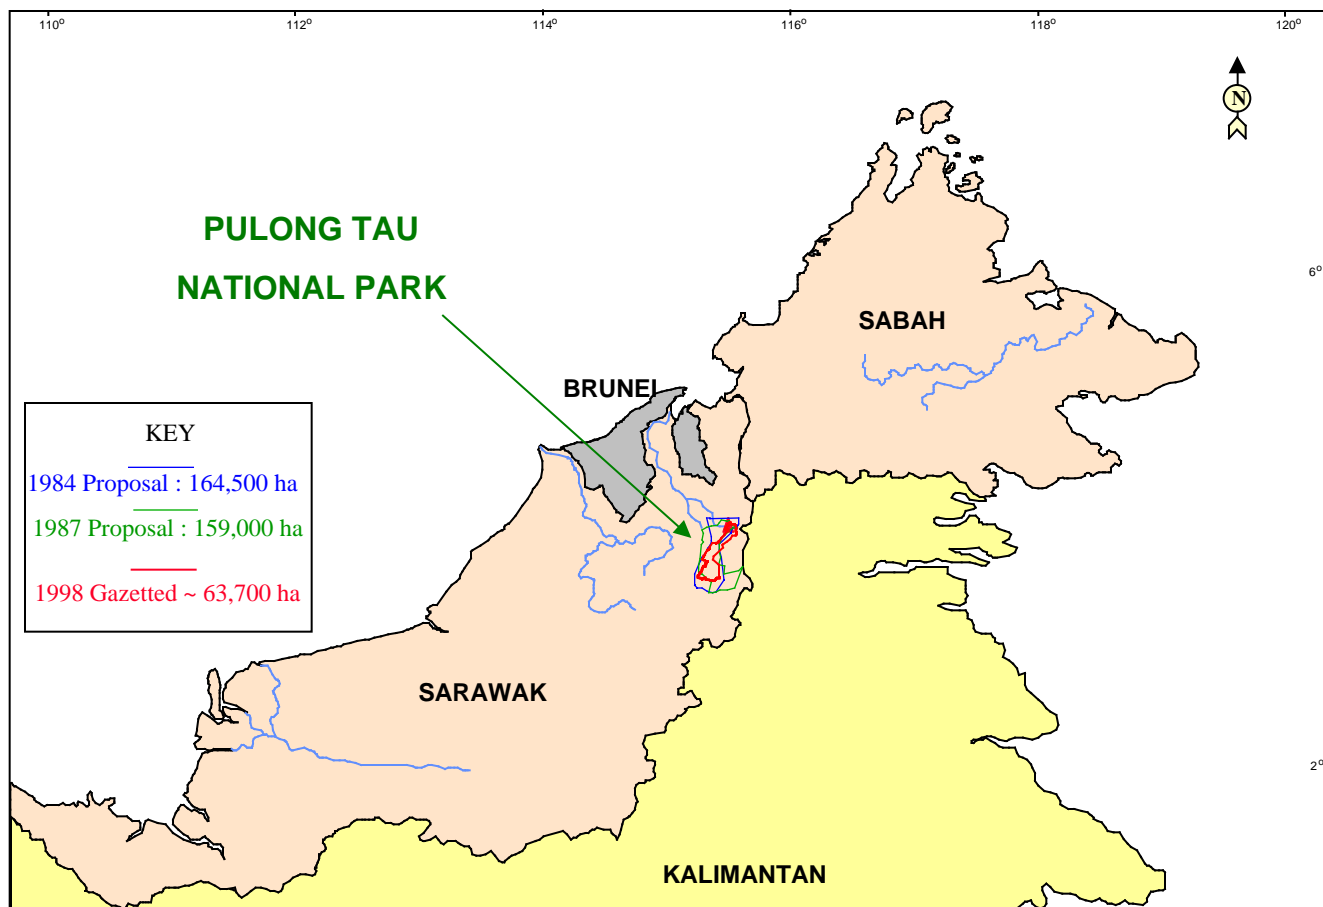 110°
112°
114°
116°
118°
120°
N
PULONG TAU
NATIONAL PARK
6°
SABAH
BRUNEI
KEY
1984 Proposal : 164,500 ha
1987 Proposal : 159,000 ha
1998 Gazetted ~ 63,700 ha
SARAWAK
2°
KALIMANTAN